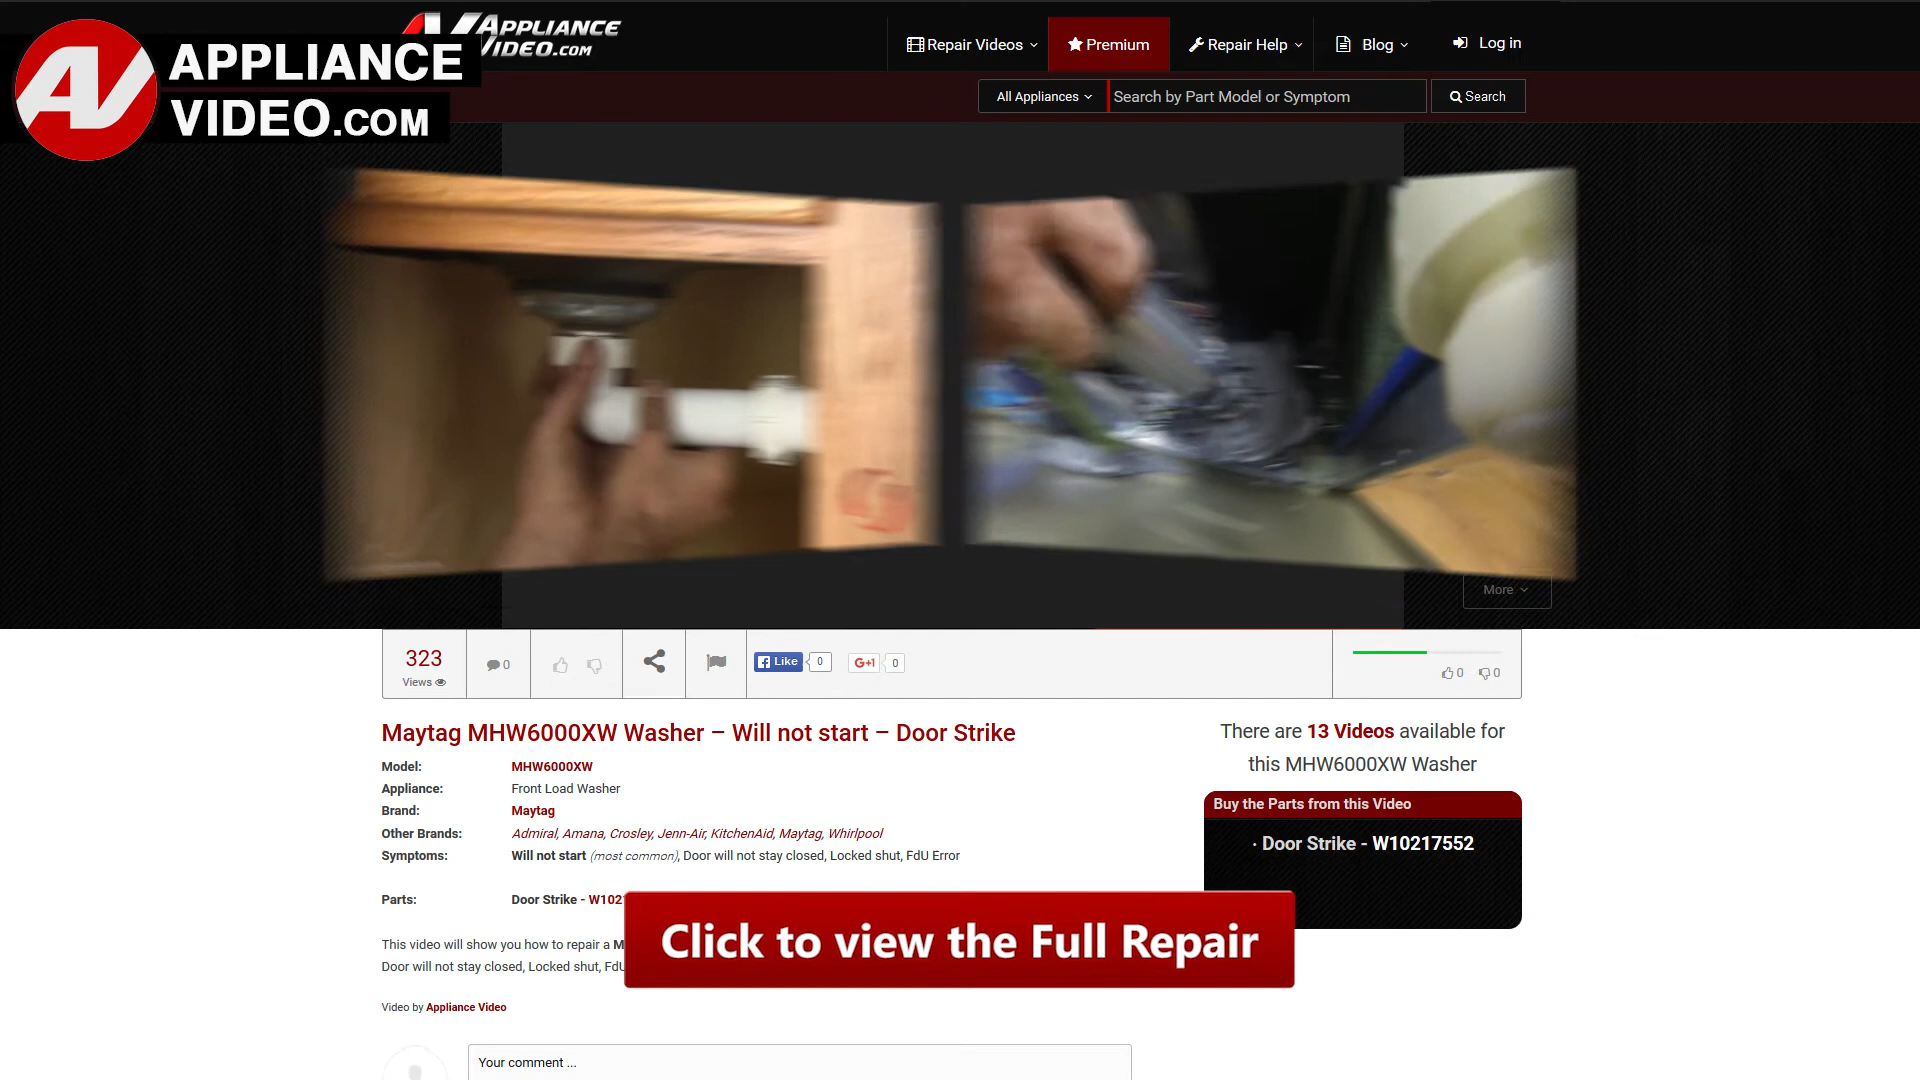 APPLIANCE
VIDEO.COM
APPLIANCE
VIDEO.COM
Repair Videos
Premium
Repair Help
Blog
Log in
All Appliances
Search by Part Model or Symptom
Search
More
323
Views
0
Like
0
G+1
0
0
0
Maytag MHW6000XW Washer – Will not start – Door Strike
Model: MHW6000XW
Appliance: Front Load Washer
Brand: Maytag
Other Brands: Admiral, Amana, Crosley, Jenn-Air, KitchenAid, Maytag, Whirlpool
Symptoms: Will not start (most common), Door will not stay closed, Locked shut, FdU Error
Parts: Door Strike - W102
This video will show you how to repair a M
Door will not stay closed, Locked shut, FdU
Video by Appliance Video
Your comment ...
There are 13 Videos available for
this MHW6000XW Washer
Buy the Parts from this Video
· Door Strike - W10217552
Click to view the Full Repair